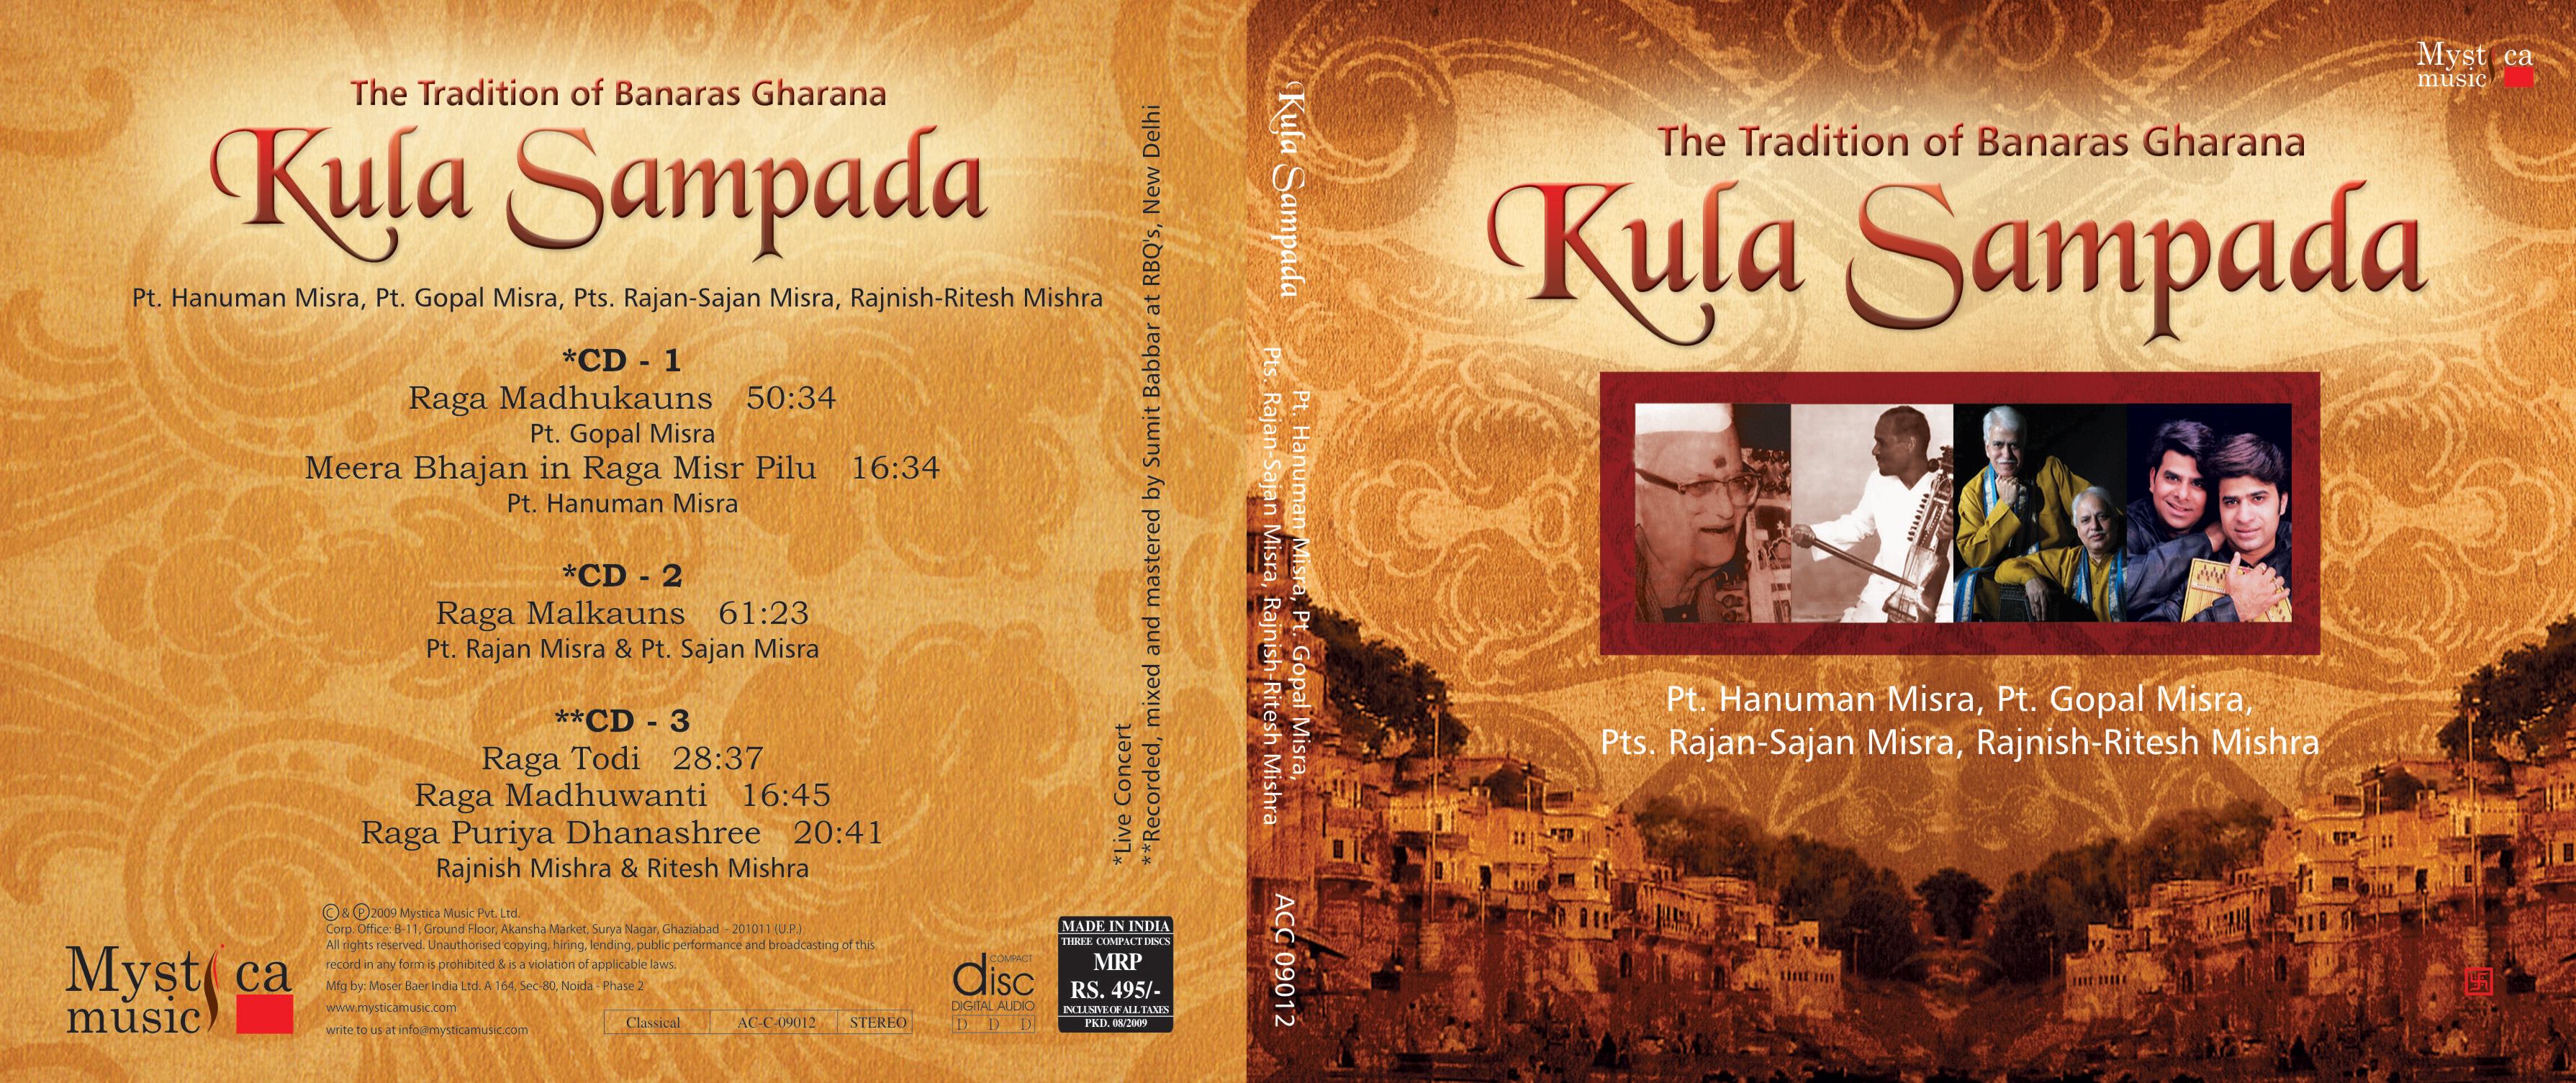 The Tradition of Banaras Gharana
Kula Sampada
Pt. Hanuman Misra, Pt. Gopal Misra, Pts. Rajan-Sajan Misra, Rajnish-Ritesh Mishra
*CD - 1
Raga Madhukauns 50:34
Pt. Gopal Misra
Meera Bhajan in Raga Misr Pilu 16:34
Pt. Hanuman Misra
*CD - 2
Raga Malkauns 61:23
Pt. Rajan Misra & Pt. Sajan Misra
**CD - 3
Raga Todi 28:37
Raga Madhuwanti 16:45
Raga Puriya Dhanashree 20:41
Rajnish Mishra & Ritesh Mishra
*Live Concert
**Recorded, mixed and mastered by Sumit Babbar at RBQ's, New Delhi
Mystica
music
© & ℗ 2009 Mystica Music Pvt. Ltd.
Corp. Office: B-11, Ground Floor, Akansha Market, Surya Nagar, Ghaziabad - 201011 (U.P.)
All rights reserved. Unauthorised copying, hiring, lending, public performance and broadcasting of this
record in any form is prohibited & is a violation of applicable laws.
Mfg by: Moser Baer India Ltd. A 164, Sec-80, Noida - Phase 2
www.mysticamusic.com
write to us at info@mysticamusic.com
Classical AC-C-09012 STEREO
COMPACT
disc
DIGITAL AUDIO
D D D
MADE IN INDIA
THREE COMPACT DISCS
MRP
RS. 495/-
INCLUSIVE OF ALL TAXES
PKD. 08/2009
Kula Sampada
Pt. Hanuman Misra, Pt. Gopal Misra,
Pts. Rajan-Sajan Misra, Rajnish-Ritesh Mishra
ACC 09012
Mystica
music
The Tradition of Banaras Gharana
Kula Sampada
Pt. Hanuman Misra, Pt. Gopal Misra,
Pts. Rajan-Sajan Misra, Rajnish-Ritesh Mishra